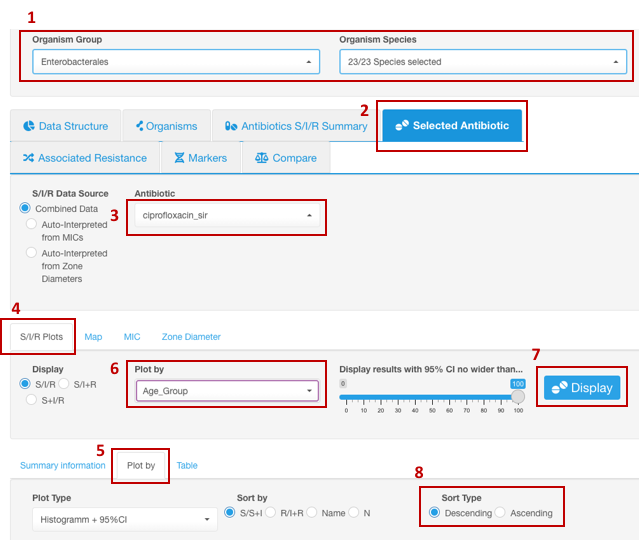 1
Organism Group
Organism Species
Enterobacterales
23/23 Species selected
2
Data Structure
Organisms
Antibiotics S/I/R Summary
Selected Antibiotic
Associated Resistance
Markers
Compare
S/I/R Data Source
Antibiotic
Combined Data
3
ciprofloxacin_sir
Auto-Interpreted
from MICs
Auto-Interpreted
from Zone
Diameters
4
S/I/R Plots
Map
MIC
Zone Diameter
7
Display
6
Plot by
Display results with 95% CI no wider than...
S/I/R
S/I+R
S+I/R
Age_Group
0
100
0 10 20 30 40 50 60 70 80 90 100
Display
5
Summary information
Plot by
Table
8
Plot Type
Sort by
Sort Type
Histogramm + 95%CI
S/S+I
R/I+R
Name
N
Descending
Ascending